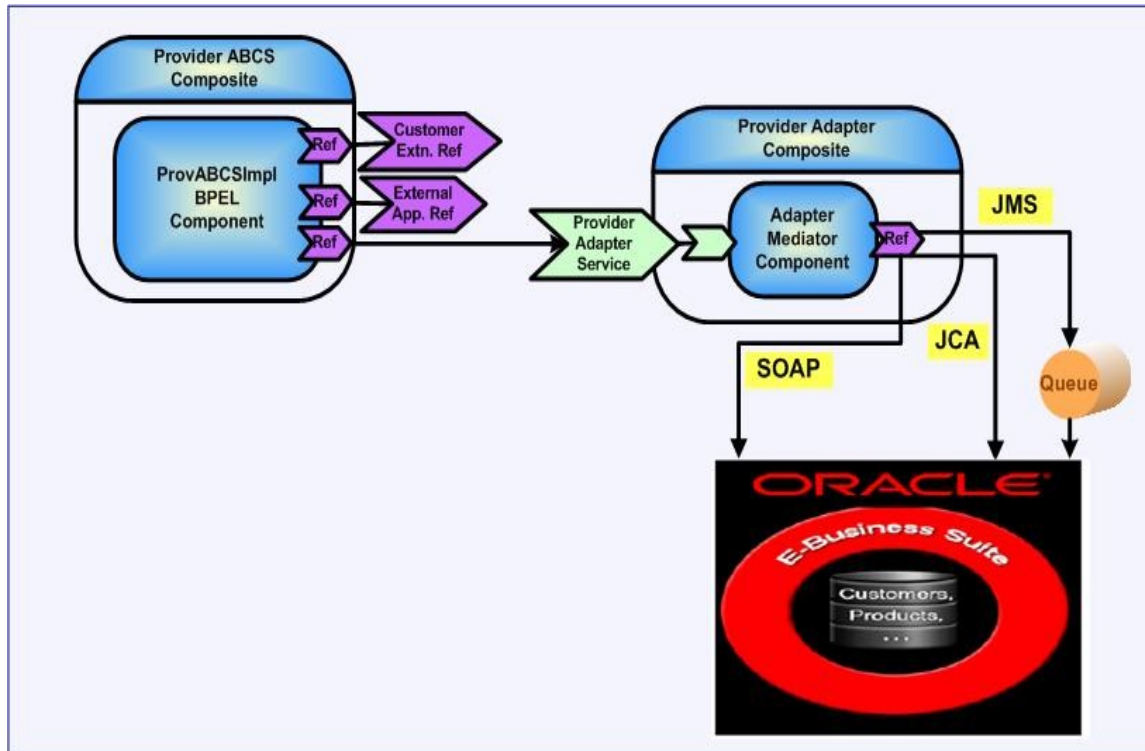 Provider ABCS
Composite
ProvABCSImpl
BPEL
Component
Ref
Customer
Extn. Ref
Ref
External
App. Ref
Ref
Provider
Adapter
Service
Provider Adapter
Composite
Adapter
Mediator
Component
Ref
JMS
JCA
SOAP
Queue
ORACLE®
E-Business Suite
Customers,
Products,
...